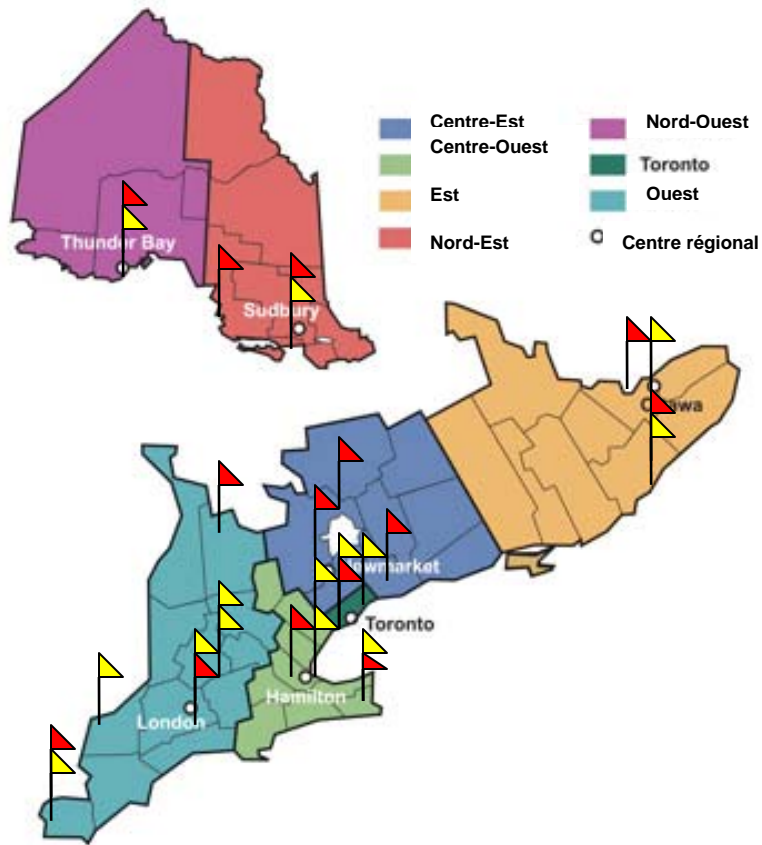 Centre-Est
Centre-Ouest
Est
Nord-Est
Nord-Ouest
Toronto
Ouest
Centre régional
Thunder Bay
Sudbury
Toronto
Hamilton
London